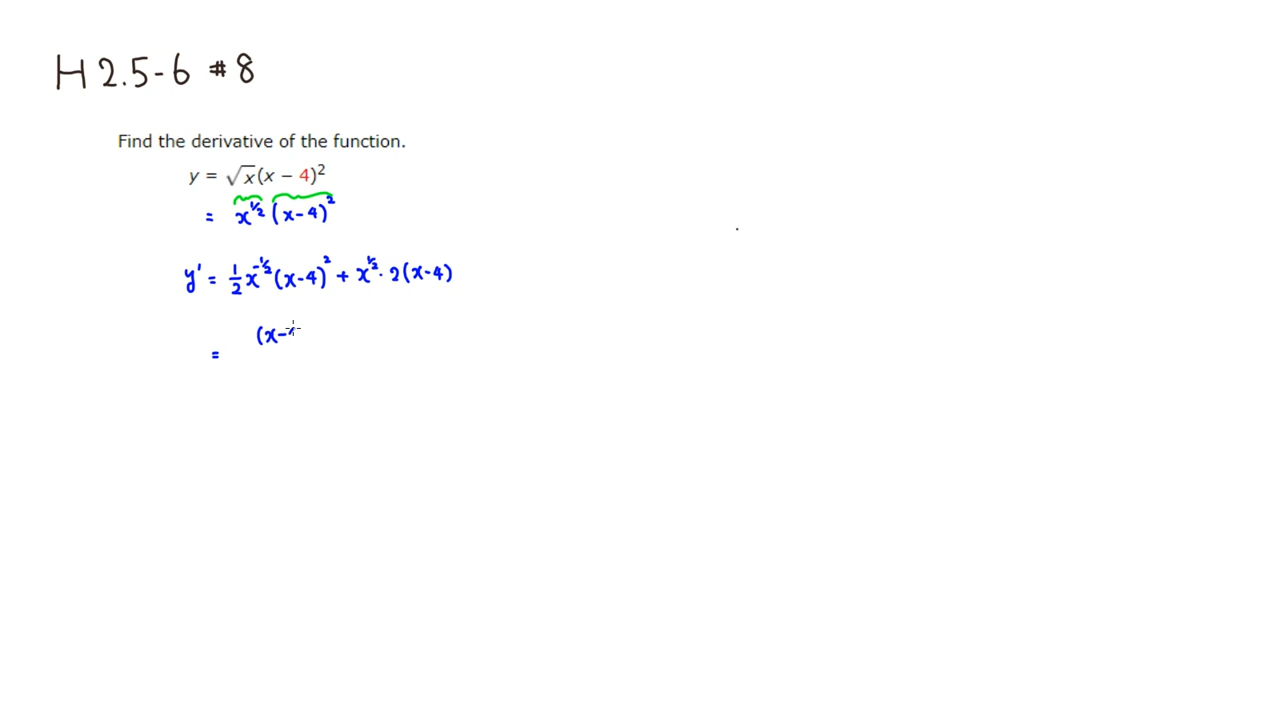 H 2.5-6 #8
Find the derivative of the function.
y = √x(x − 4)²
= x^(1/2) (x-4)²
y' = 1/2 x^(-1/2) (x-4)² + x^(1/2) · 2(x-4)
= (x-